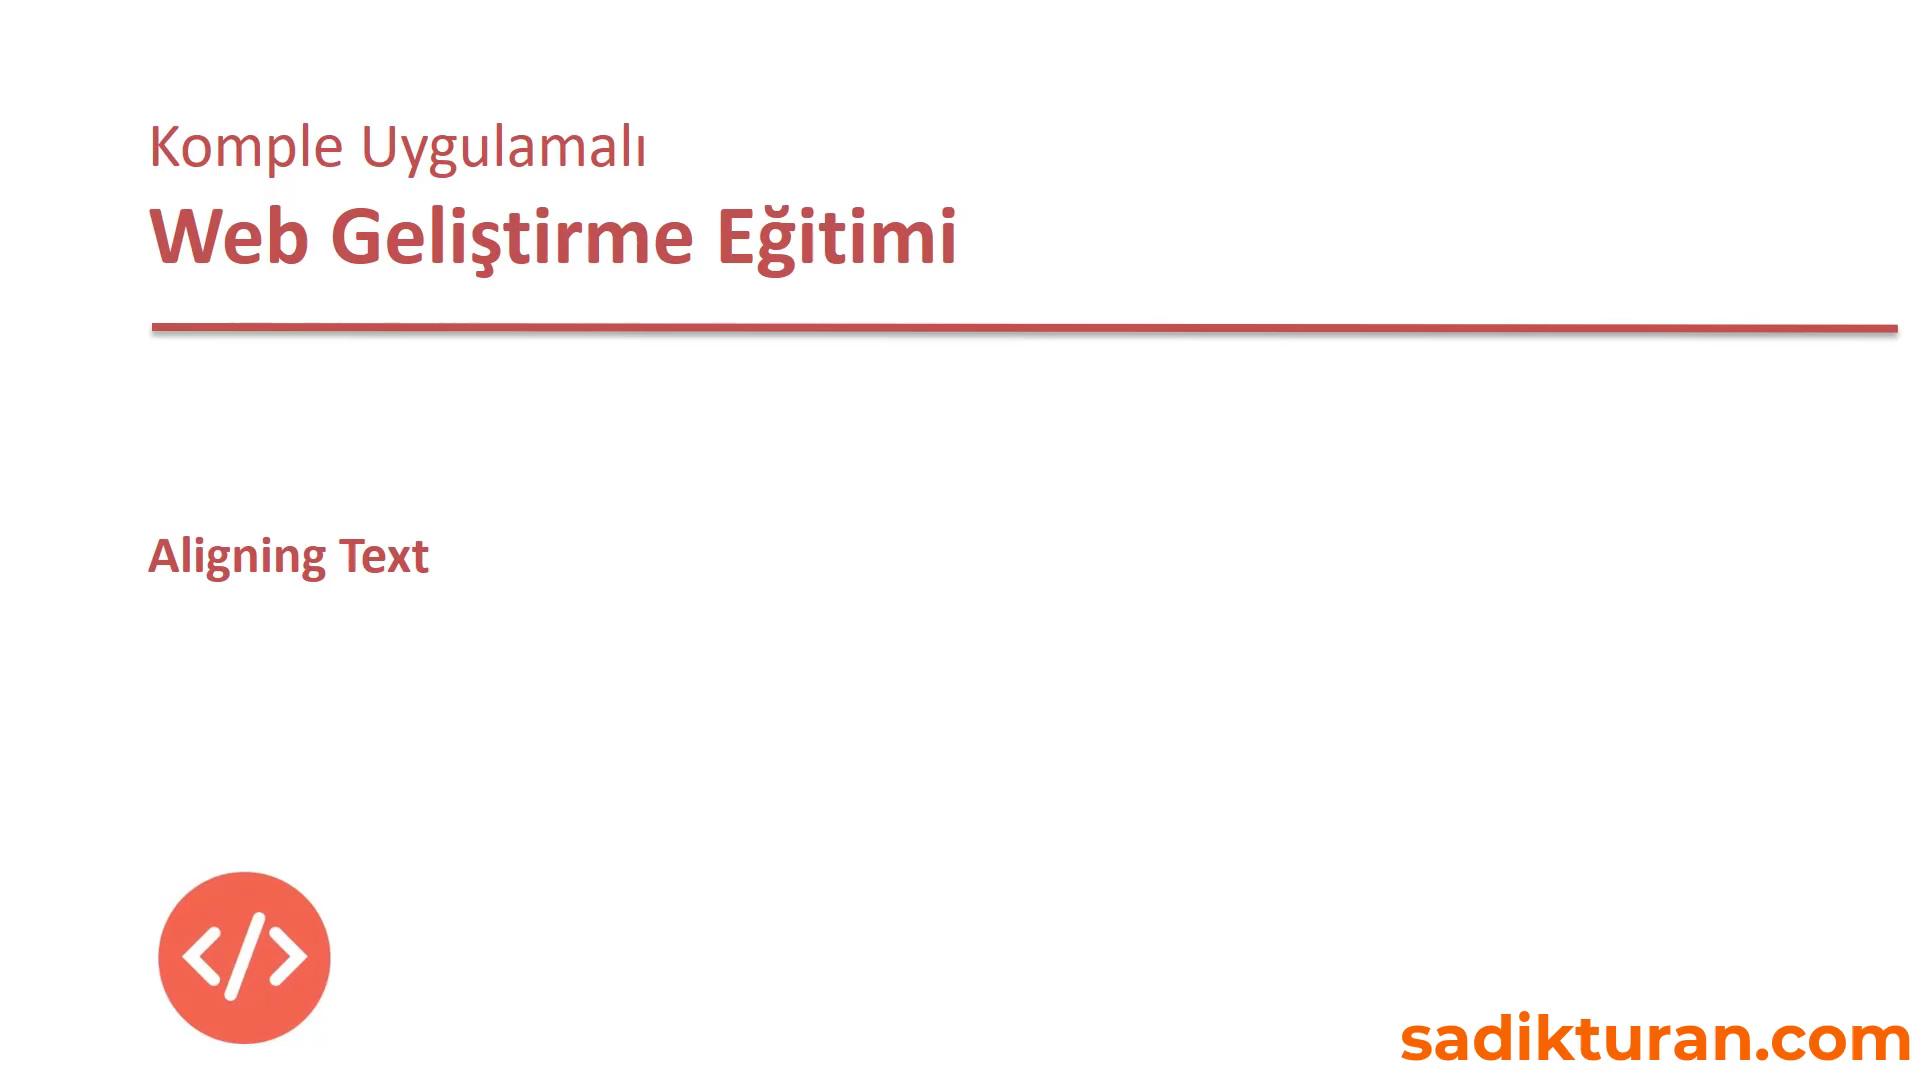 Komple Uygulamalı
Web Geliştirme Eğitimi
Aligning Text
</>
sadikturan.com